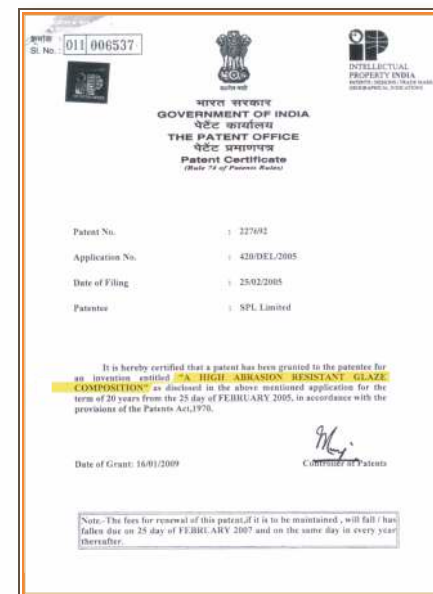 क्रमांक
Sl. No. : 011 006537
INTELLECTUAL
PROPERTY INDIA
PATENTS | DESIGNS | TRADE MARKS
GEOGRAPHICAL INDICATIONS
भारत सरकार
GOVERNMENT OF INDIA
पेटेंट कार्यालय
THE PATENT OFFICE
पेटेंट प्रमाणपत्र
Patent Certificate
(Rule 74 of Patents Rules)
Patent No. : 227692
Application No. : 420/DEL/2005
Date of Filing : 25/02/2005
Patentee : SPL Limited
It is hereby certified that a patent has been granted to the patentee for
an invention entitled "A HIGH ABRASION RESISTANT GLAZE
COMPOSITION" as disclosed in the above mentioned application for the
term of 20 years from the 25 day of FEBRUARY 2005, in accordance with the
provisions of the Patents Act,1970.
Date of Grant: 16/01/2009
Controller of Patents
Note.-The fees for renewal of this patent,if it is to be maintained , will fall / has
fallen due on 25 day of FEBRUARY 2007 and on the same day in every year
thereafter.